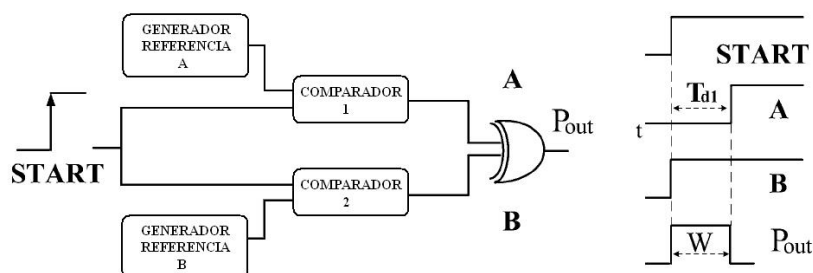 GENERADOR
REFERENCIA
A
COMPARADOR
1
START
COMPARADOR
2
GENERADOR
REFERENCIA
B
A
Pout
B
START
Td1
A
t
B
W
Pout